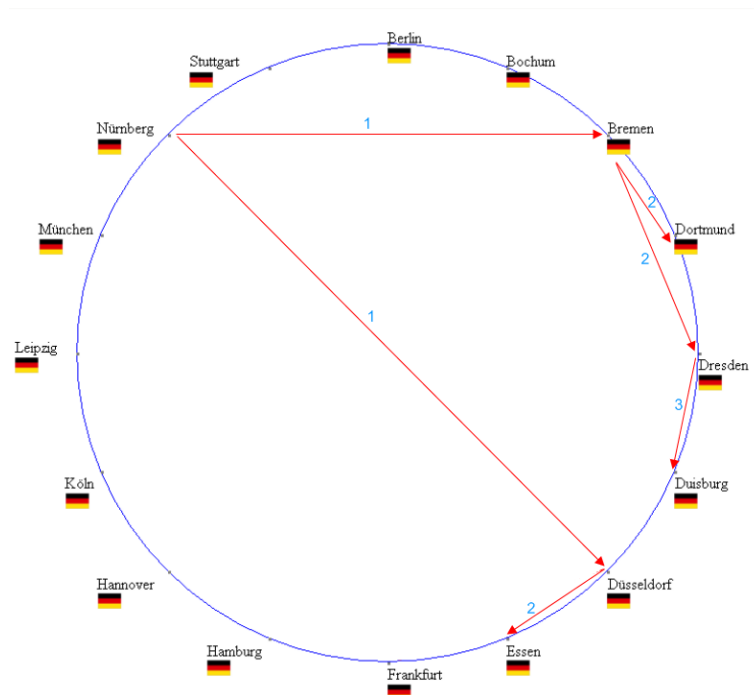 Berlin
Stuttgart
Bochum
Nürnberg
1
Bremen
2
München
Dortmund
2
1
Leipzig
Dresden
3
Köln
Duisburg
Hannover
Düsseldorf
2
Hamburg
Essen
Frankfurt